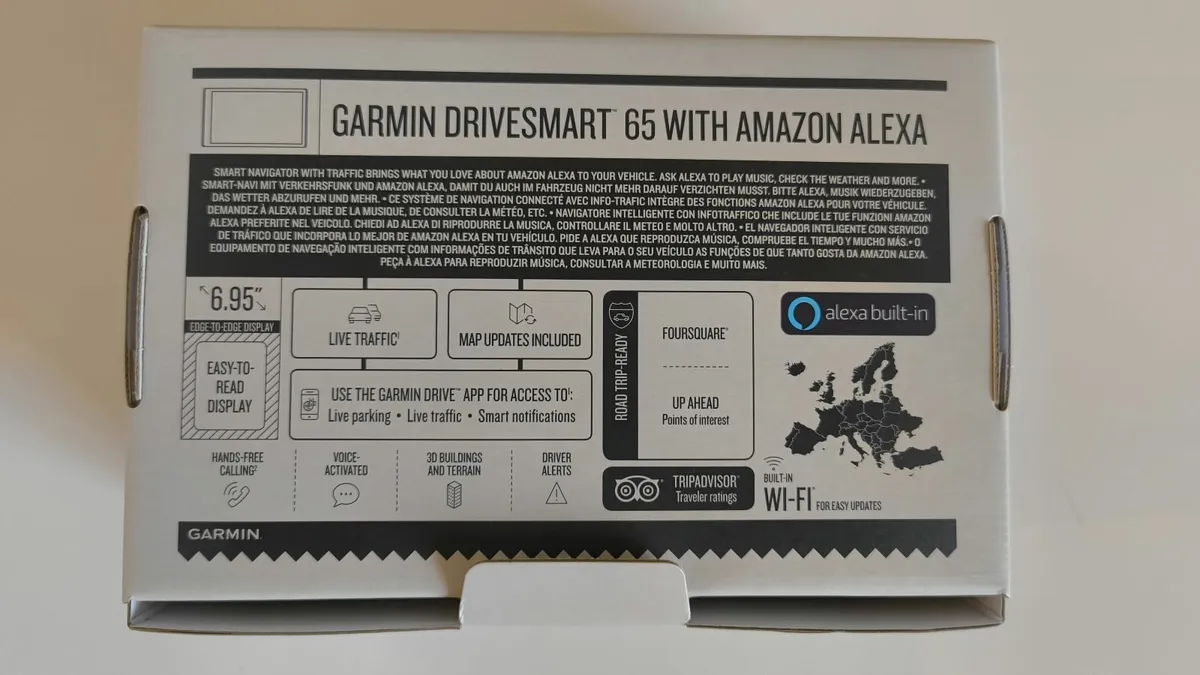 GARMIN DRIVESMART™ 65 WITH AMAZON ALEXA
SMART NAVIGATOR WITH TRAFFIC BRINGS WHAT YOU LOVE ABOUT AMAZON ALEXA TO YOUR VEHICLE. ASK ALEXA TO PLAY MUSIC, CHECK THE WEATHER AND MORE. •
SMART-NAVI MIT VERKEHRSFUNK UND AMAZON ALEXA, DAMIT DU AUCH IM FAHRZEUG NICHT MEHR DARAUF VERZICHTEN MUSST. BITTE ALEXA, MUSIK WIEDERZUGEBEN,
DAS WETTER ABZURUFEN UND MEHR. • CE SYSTÈME DE NAVIGATION CONNECTÉ AVEC INFO-TRAFIC INTÈGRE DES FONCTIONS AMAZON ALEXA POUR VOTRE VÉHICULE.
DEMANDEZ À ALEXA DE LIRE DE LA MUSIQUE, DE CONSULTER LA MÉTÉO, ETC. • NAVIGATORE INTELLIGENTE CON INFOTRAFFICO CHE INCLUDE LE TUE FUNZIONI AMAZON
ALEXA PREFERITE NEL VEICOLO. CHIEDI AD ALEXA DI RIPRODURRE LA MUSICA, CONTROLLARE IL METEO E MOLTO ALTRO. • EL NAVEGADOR INTELIGENTE CON SERVICIO
DE TRÁFICO QUE INCORPORA LO MEJOR DE AMAZON ALEXA EN TU VEHÍCULO. PIDE A ALEXA QUE REPRODUZCA MÚSICA, COMPRUEBE EL TIEMPO Y MUCHO MÁS. • O
EQUIPAMENTO DE NAVEGAÇÃO INTELIGENTE COM INFORMAÇÕES DE TRÂNSITO QUE LEVA PARA O SEU VEÍCULO AS FUNÇÕES DE QUE TANTO GOSTA DA AMAZON ALEXA.
PEÇA À ALEXA PARA REPRODUZIR MÚSICA, CONSULTAR A METEOROLOGIA E MUITO MAIS.
6.95″
EDGE-TO-EDGE DISPLAY
EASY-TO-
READ
DISPLAY
LIVE TRAFFIC¹
MAP UPDATES INCLUDED
USE THE GARMIN DRIVE™ APP FOR ACCESS TO¹:
Live parking • Live traffic • Smart notifications
ROAD TRIP-READY
FOURSQUARE®
UP AHEAD
Points of interest
TRIPADVISOR®
Traveler ratings
alexa built-in
BUILT-IN
WI-FI® FOR EASY UPDATES
HANDS-FREE
CALLING²
VOICE-
ACTIVATED
3D BUILDINGS
AND TERRAIN
DRIVER
ALERTS
GARMIN.